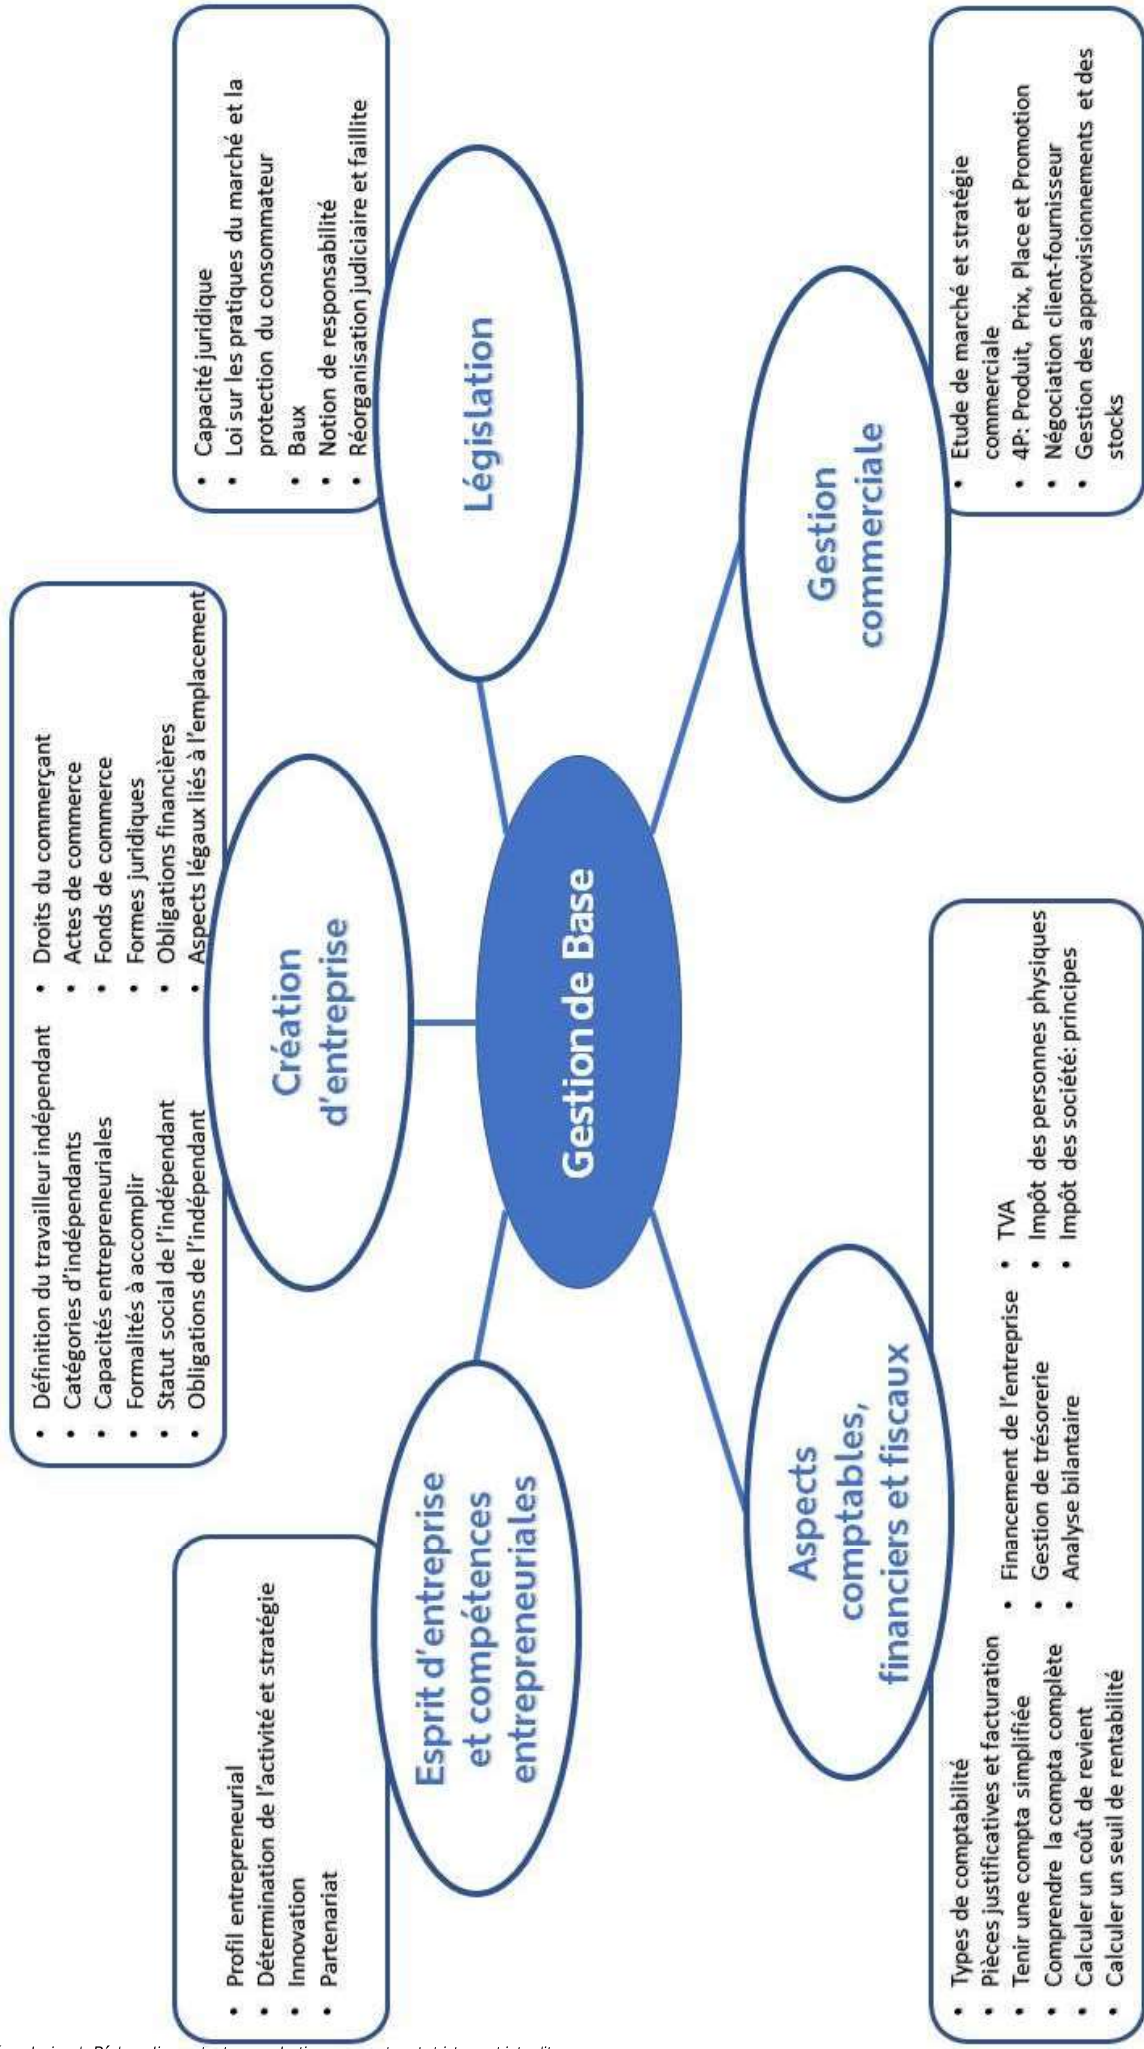 • Profil entrepreneurial
• Détermination de l'activité et stratégie
• Innovation
• Partenariat
Esprit d'entreprise
et compétences
entrepreneuriales
• Définition du travailleur indépendant
• Catégories d'indépendants
• Capacités entrepreneuriales
• Formalités à accomplir
• Statut social de l'indépendant
• Obligations de l'indépendant
• Droits du commerçant
• Actes de commerce
• Fonds de commerce
• Formes juridiques
• Obligations financières
• Aspects légaux liés à l'emplacement
Création
d'entreprise
• Capacité juridique
• Loi sur les pratiques du marché et la
protection du consommateur
• Baux
• Notion de responsabilité
• Réorganisation judiciaire et faillite
Législation
Gestion de Base
Aspects
comptables,
financiers et fiscaux
• Types de comptabilité
• Pièces justificatives et facturation
• Tenir une compta simplifiée
• Comprendre la compta complète
• Calculer un coût de revient
• Calculer un seuil de rentabilité
• Financement de l'entreprise
• Gestion de trésorerie
• Analyse bilantaire
• TVA
• Impôt des personnes physiques
• Impôt des société: principes
Gestion
commerciale
• Etude de marché et stratégie
commerciale
• 4P: Produit, Prix, Place et Promotion
• Négociation client-fournisseur
• Gestion des approvisionnements et des
stocks